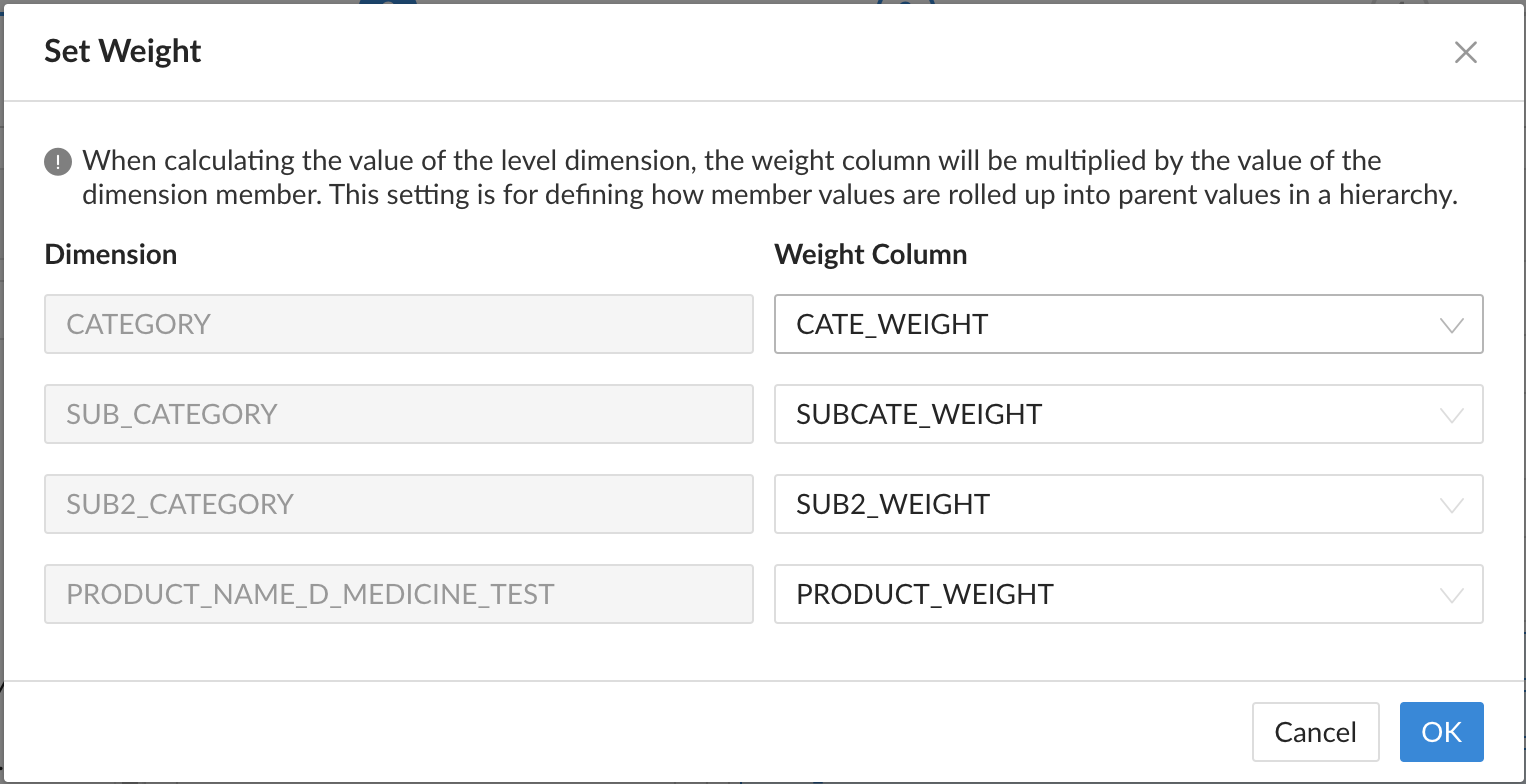 Set Weight
When calculating the value of the level dimension, the weight column will be multiplied by the value of the
dimension member. This setting is for defining how member values are rolled up into parent values in a hierarchy.
Dimension Weight Column
CATEGORY CATE_WEIGHT
SUB_CATEGORY SUBCATE_WEIGHT
SUB2_CATEGORY SUB2_WEIGHT
PRODUCT_NAME_D_MEDICINE_TEST PRODUCT_WEIGHT
Cancel OK